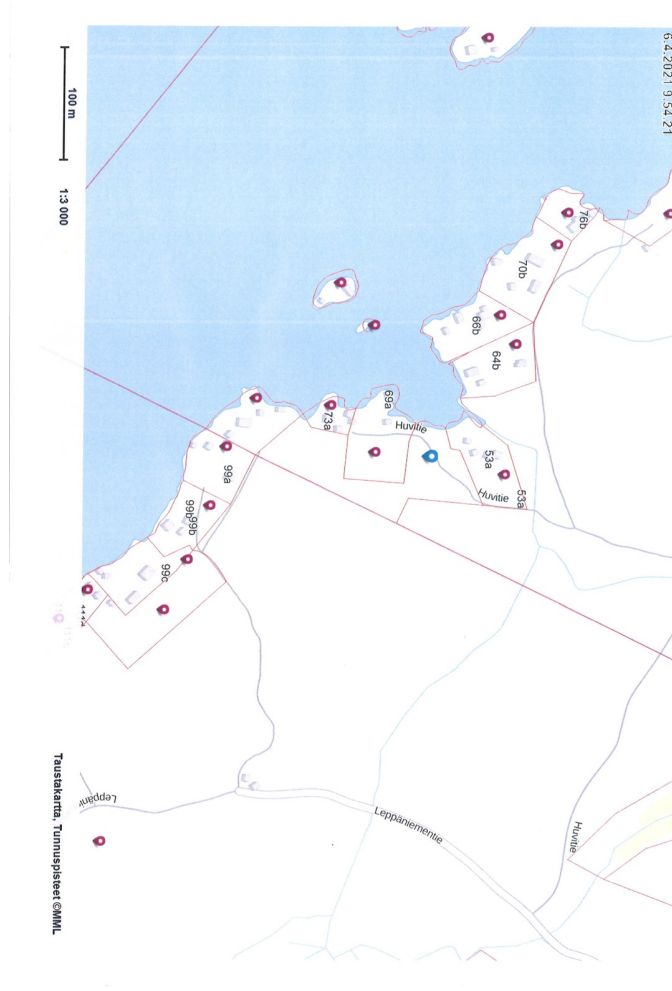 6.4.2021 9.54.21
100 m
1:3 000
76b
70b
66b
64b
69a
73a
Huvitie
53a
53a
Huvitie
99a
99b
99b
99c
Leppäniementie
Huvitie
Taustakartta, Tunnuspisteet ©MML